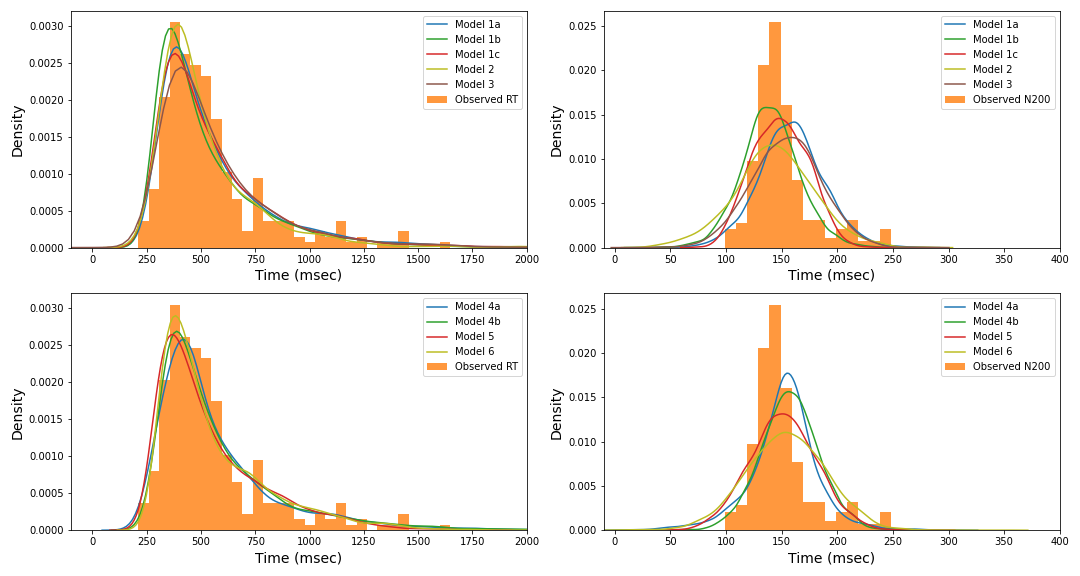 0.0030
0.0025
0.0020
0.0015
0.0010
0.0005
0.0000
Density
0 250 500 750 1000 1250 1500 1750 2000
Time (msec)
Model 1a
Model 1b
Model 1c
Model 2
Model 3
Observed RT
0.025
0.020
0.015
0.010
0.005
0.000
Density
0 50 100 150 200 250 300 350 400
Time (msec)
Model 1a
Model 1b
Model 1c
Model 2
Model 3
Observed N200
0.0030
0.0025
0.0020
0.0015
0.0010
0.0005
0.0000
Density
0 250 500 750 1000 1250 1500 1750 2000
Time (msec)
Model 4a
Model 4b
Model 5
Model 6
Observed RT
0.025
0.020
0.015
0.010
0.005
0.000
Density
0 50 100 150 200 250 300 350 400
Time (msec)
Model 4a
Model 4b
Model 5
Model 6
Observed N200